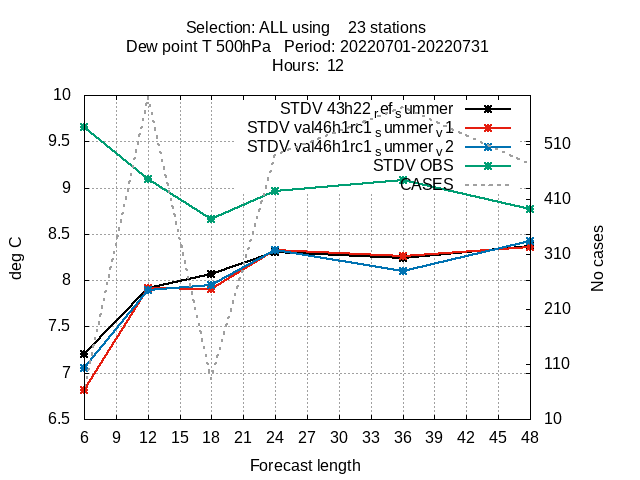 Selection: ALL using 23 stations
Dew point T 500hPa Period: 20220701-20220731
Hours: 12
STDV 43h22refsummer
STDV val46h1rc1summerv1
STDV val46h1rc1summerv2
STDV OBS
CASES
10
9.5
9
8.5
8
7.5
7
6.5
deg C
510
410
310
210
110
10
No cases
6 9 12 15 18 21 24 27 30 33 36 39 42 45 48
Forecast length